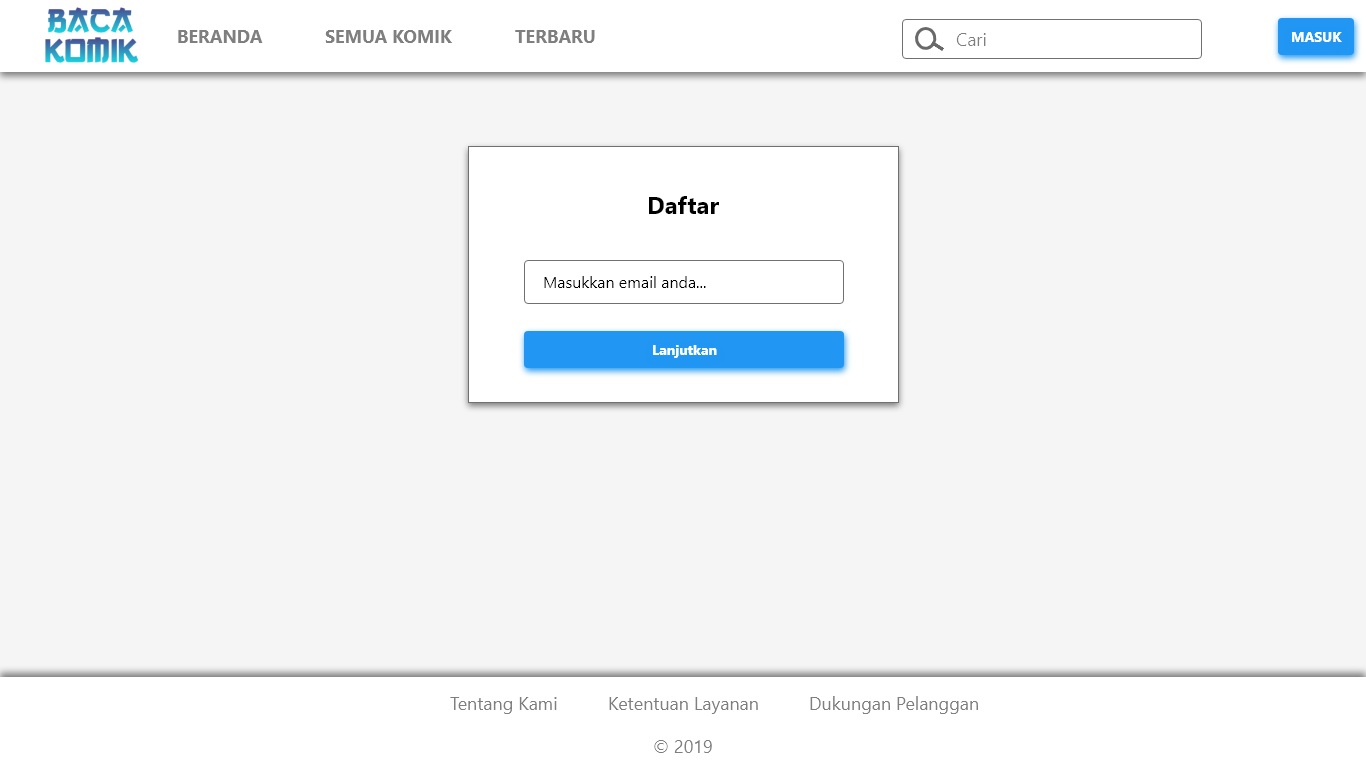 BACA
KOMIK
BERANDA SEMUA KOMIK TERBARU Cari MASUK
Daftar
Masukkan email anda...
Lanjutkan
Tentang Kami Ketentuan Layanan Dukungan Pelanggan
© 2019